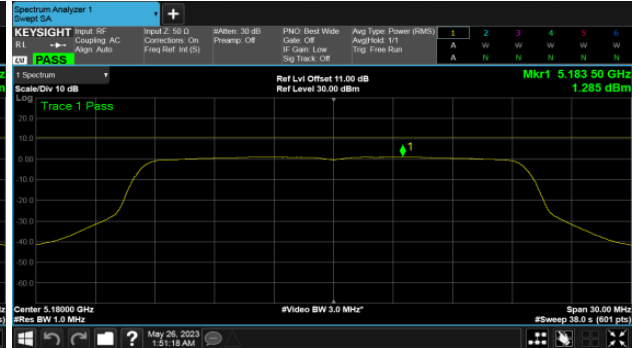 Spectrum Analyzer 1
Swept SA
+
KEYSIGHT Input: RF Input Z: 50 Ω #Atten: 30 dB PNO: Best Wide Avg Type: Power (RMS) 1 2 3 4 5 6
RL Coupling: AC Corrections: On Preamp: Off Gate: Off Avg|Hold: 1/1 A W W W W W
Align: Auto Freq Ref: Int (S) IF Gain: Low Trig: Free Run
LXI PASS Sig Track: Off A N N N N N
1 Spectrum Ref Lvl Offset 11.00 dB Mkr1 5.183 50 GHz
Scale/Div 10 dB Ref Level 30.00 dBm 1.285 dBm
Log
Trace 1 Pass
20.0
10.0
1
0.00
-10.0
-20.0
-30.0
-40.0
-50.0
-60.0
Center 5.18000 GHz #Video BW 3.0 MHz* Span 30.00 MHz
#Res BW 1.0 MHz #Sweep 38.0 s (601 pts)
? May 26, 2023
1:51:18 AM